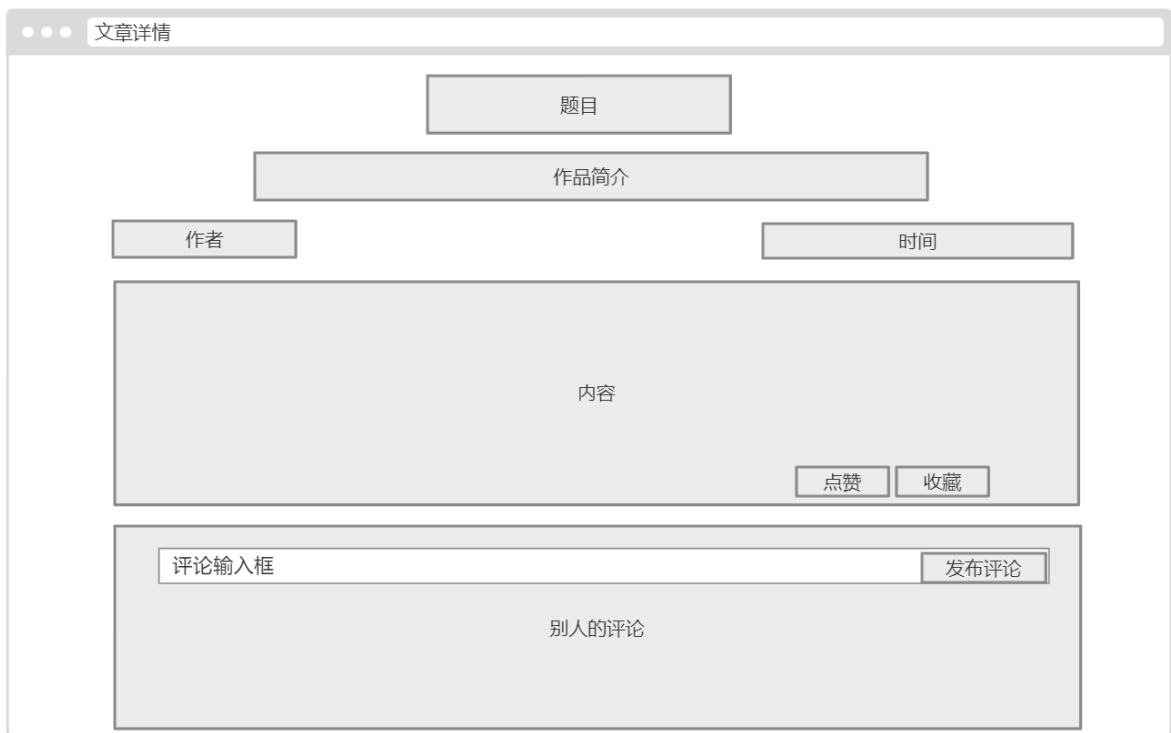 文章详情
题目
作品简介
作者
时间
内容
点赞
收藏
评论输入框
发布评论
别人的评论